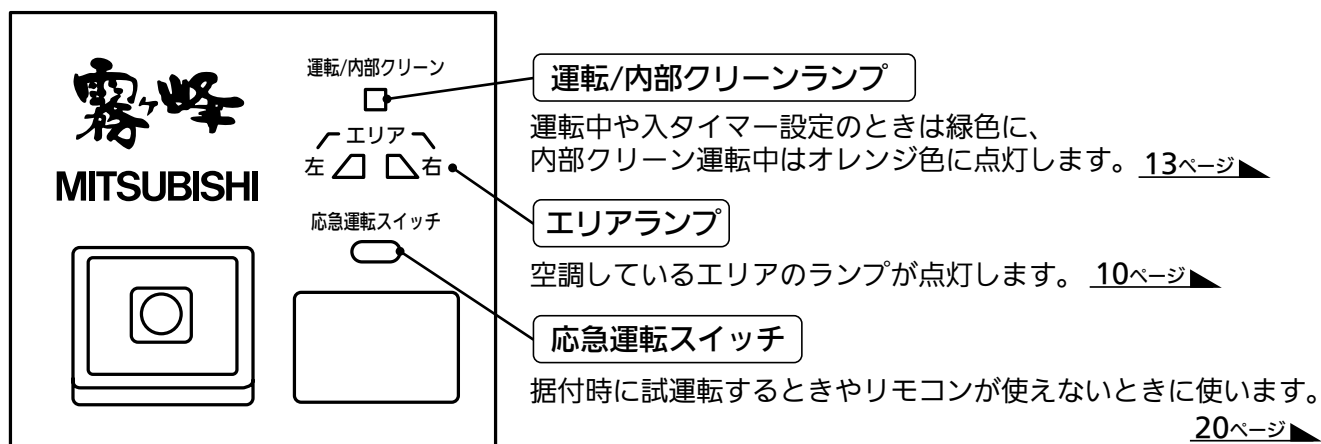 霧ヶ峰
MITSUBISHI
運転/内部クリーン
エリア
左 右
応急運転スイッチ
運転/内部クリーンランプ
運転中や入タイマー設定のときは緑色に、
内部クリーン運転中はオレンジ色に点灯します。 13ページ
エリアランプ
空調しているエリアのランプが点灯します。 10ページ
応急運転スイッチ
据付時に試運転するときやリモコンが使えないときに使います。
20ページ